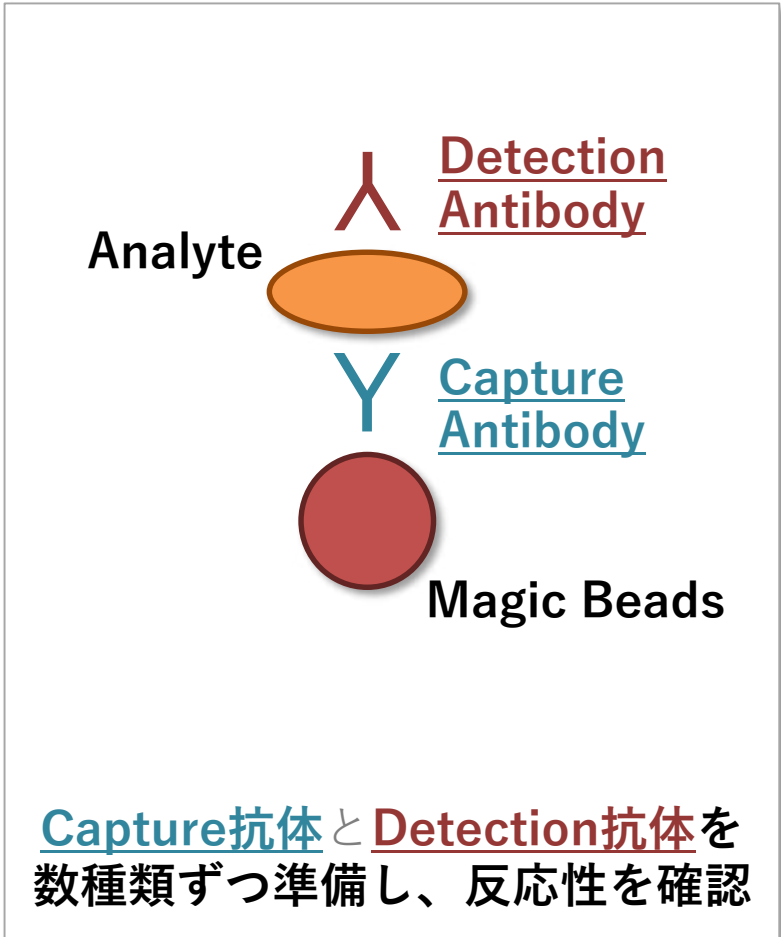 Detection
Antibody
Analyte
Capture
Antibody
Magic Beads
Capture抗体とDetection抗体を
数種類ずつ準備し、反応性を確認